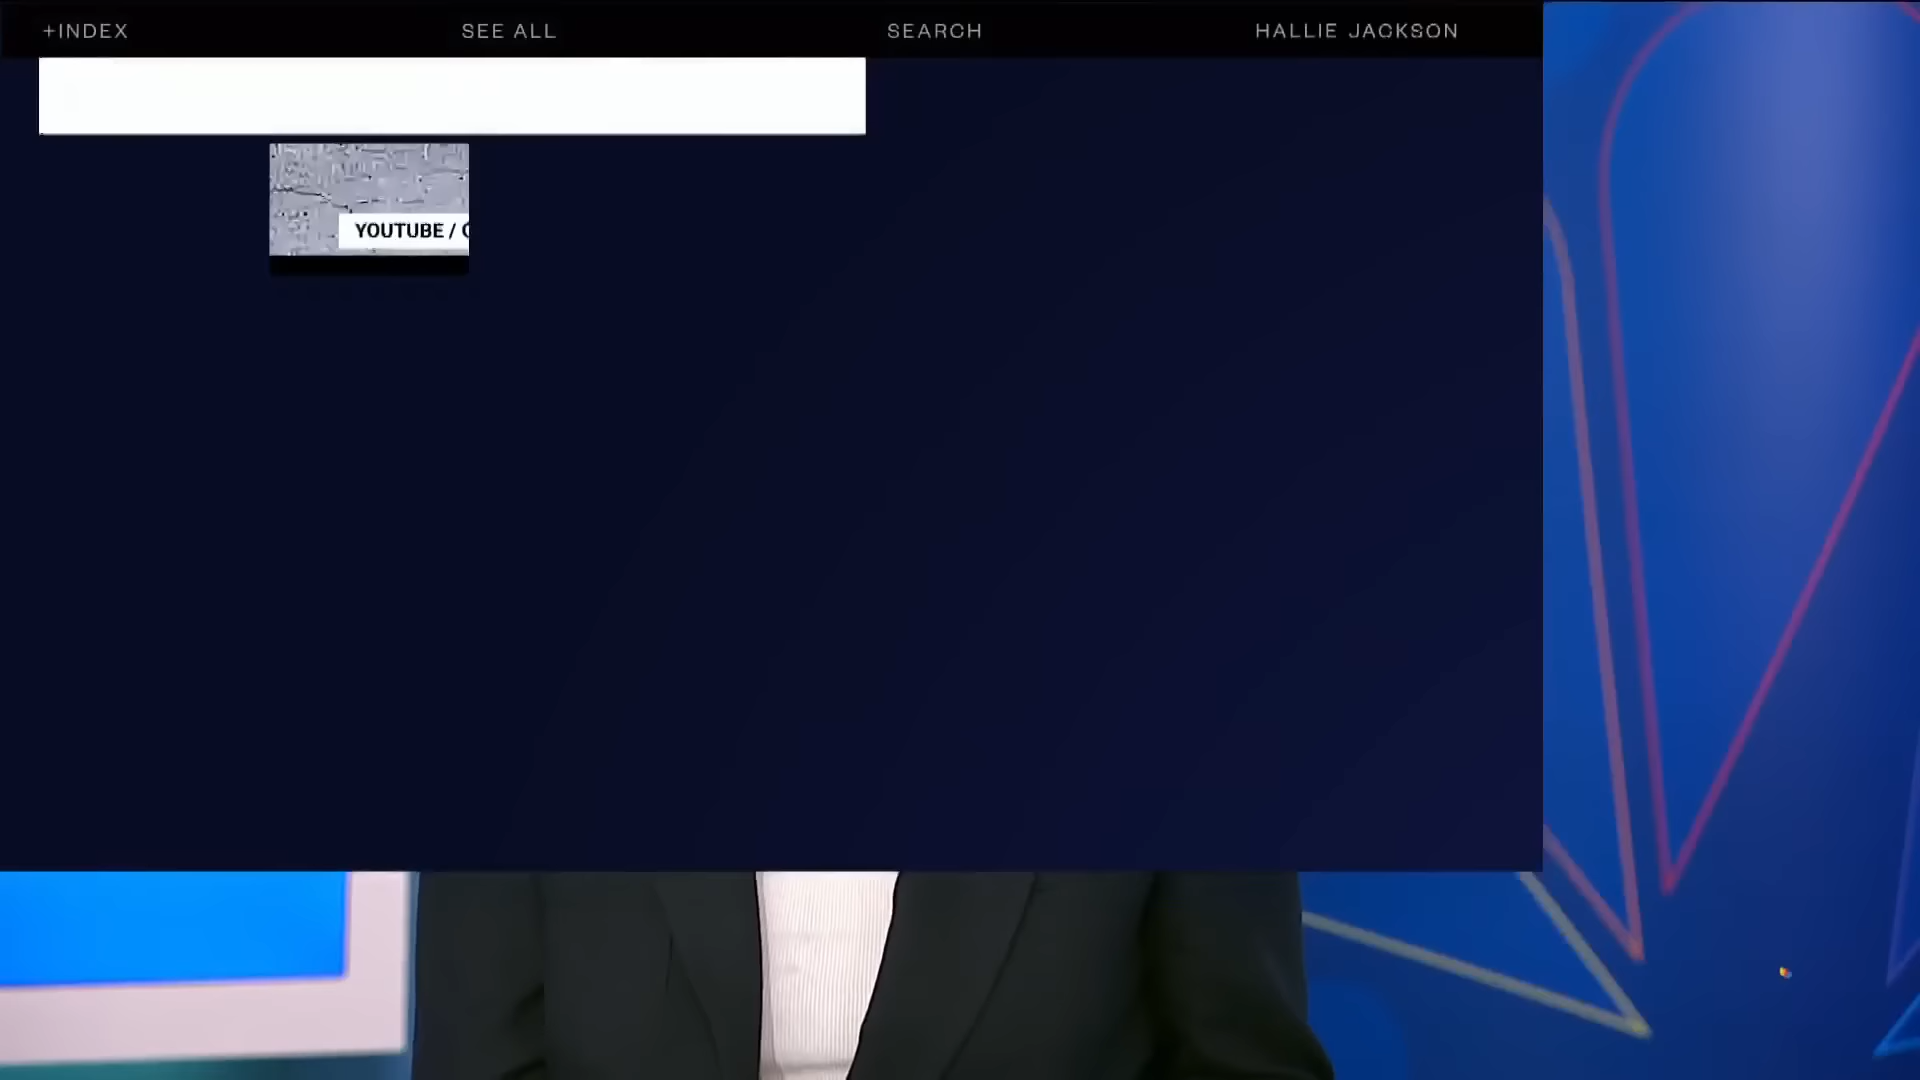 +INDEX
SEE ALL
SEARCH
HALLIE JACKSON
YOUTUBE /